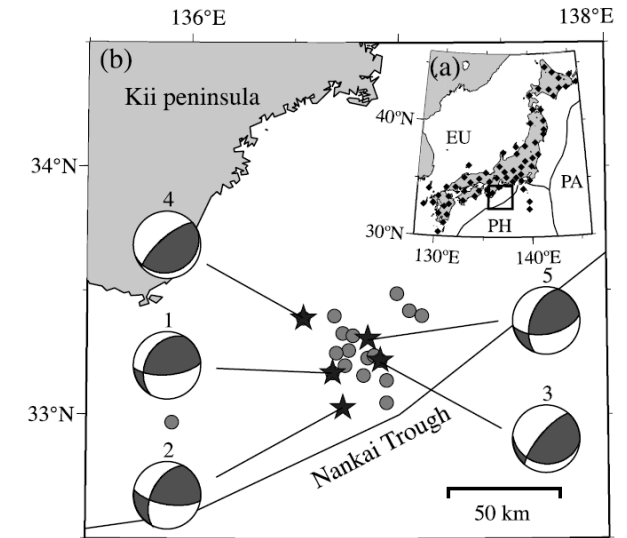 136°E
138°E
(b)
Kii peninsula
(a)
40°N
EU
PA
PH
30°N
130°E
140°E
34°N
4
5
1
3
33°N
2
Nankai Trough
50 km